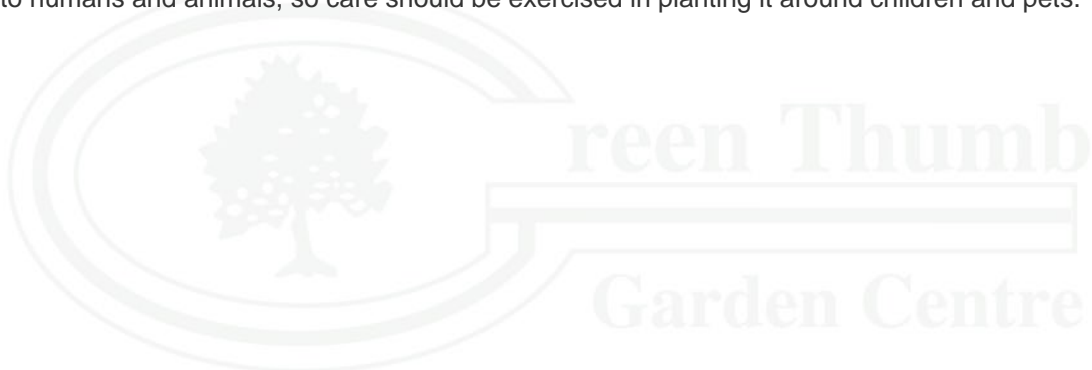 to humans and animals, so care should be exercised in planting it around children and pets.
Green Thumb
Garden Centre